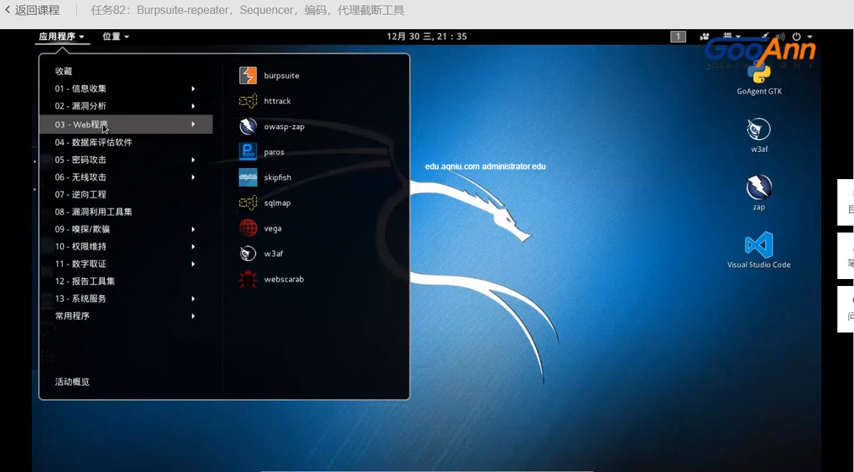 返回课程
任务82：Burpsuite-repeater，Sequencer，编码，代理截断工具
应用程序 位置 12月 30 三, 21：35 1
GooAnn
收藏
01 - 信息收集
02 - 漏洞分析
03 - Web程序
04 - 数据库评估软件
05 - 密码攻击
06 - 无线攻击
07 - 逆向工程
08 - 漏洞利用工具集
09 - 嗅探/欺骗
10 - 权限维持
11 - 数字取证
12 - 报告工具集
13 - 系统服务
常用程序
活动概览
burpsuite
httrack
owasp-zap
paros
skipfish
sqlmap
vega
w3af
webscarab
edu.aqniu.com administrator.edu
GoAgent GTK
w3af
zap
Visual Studio Code